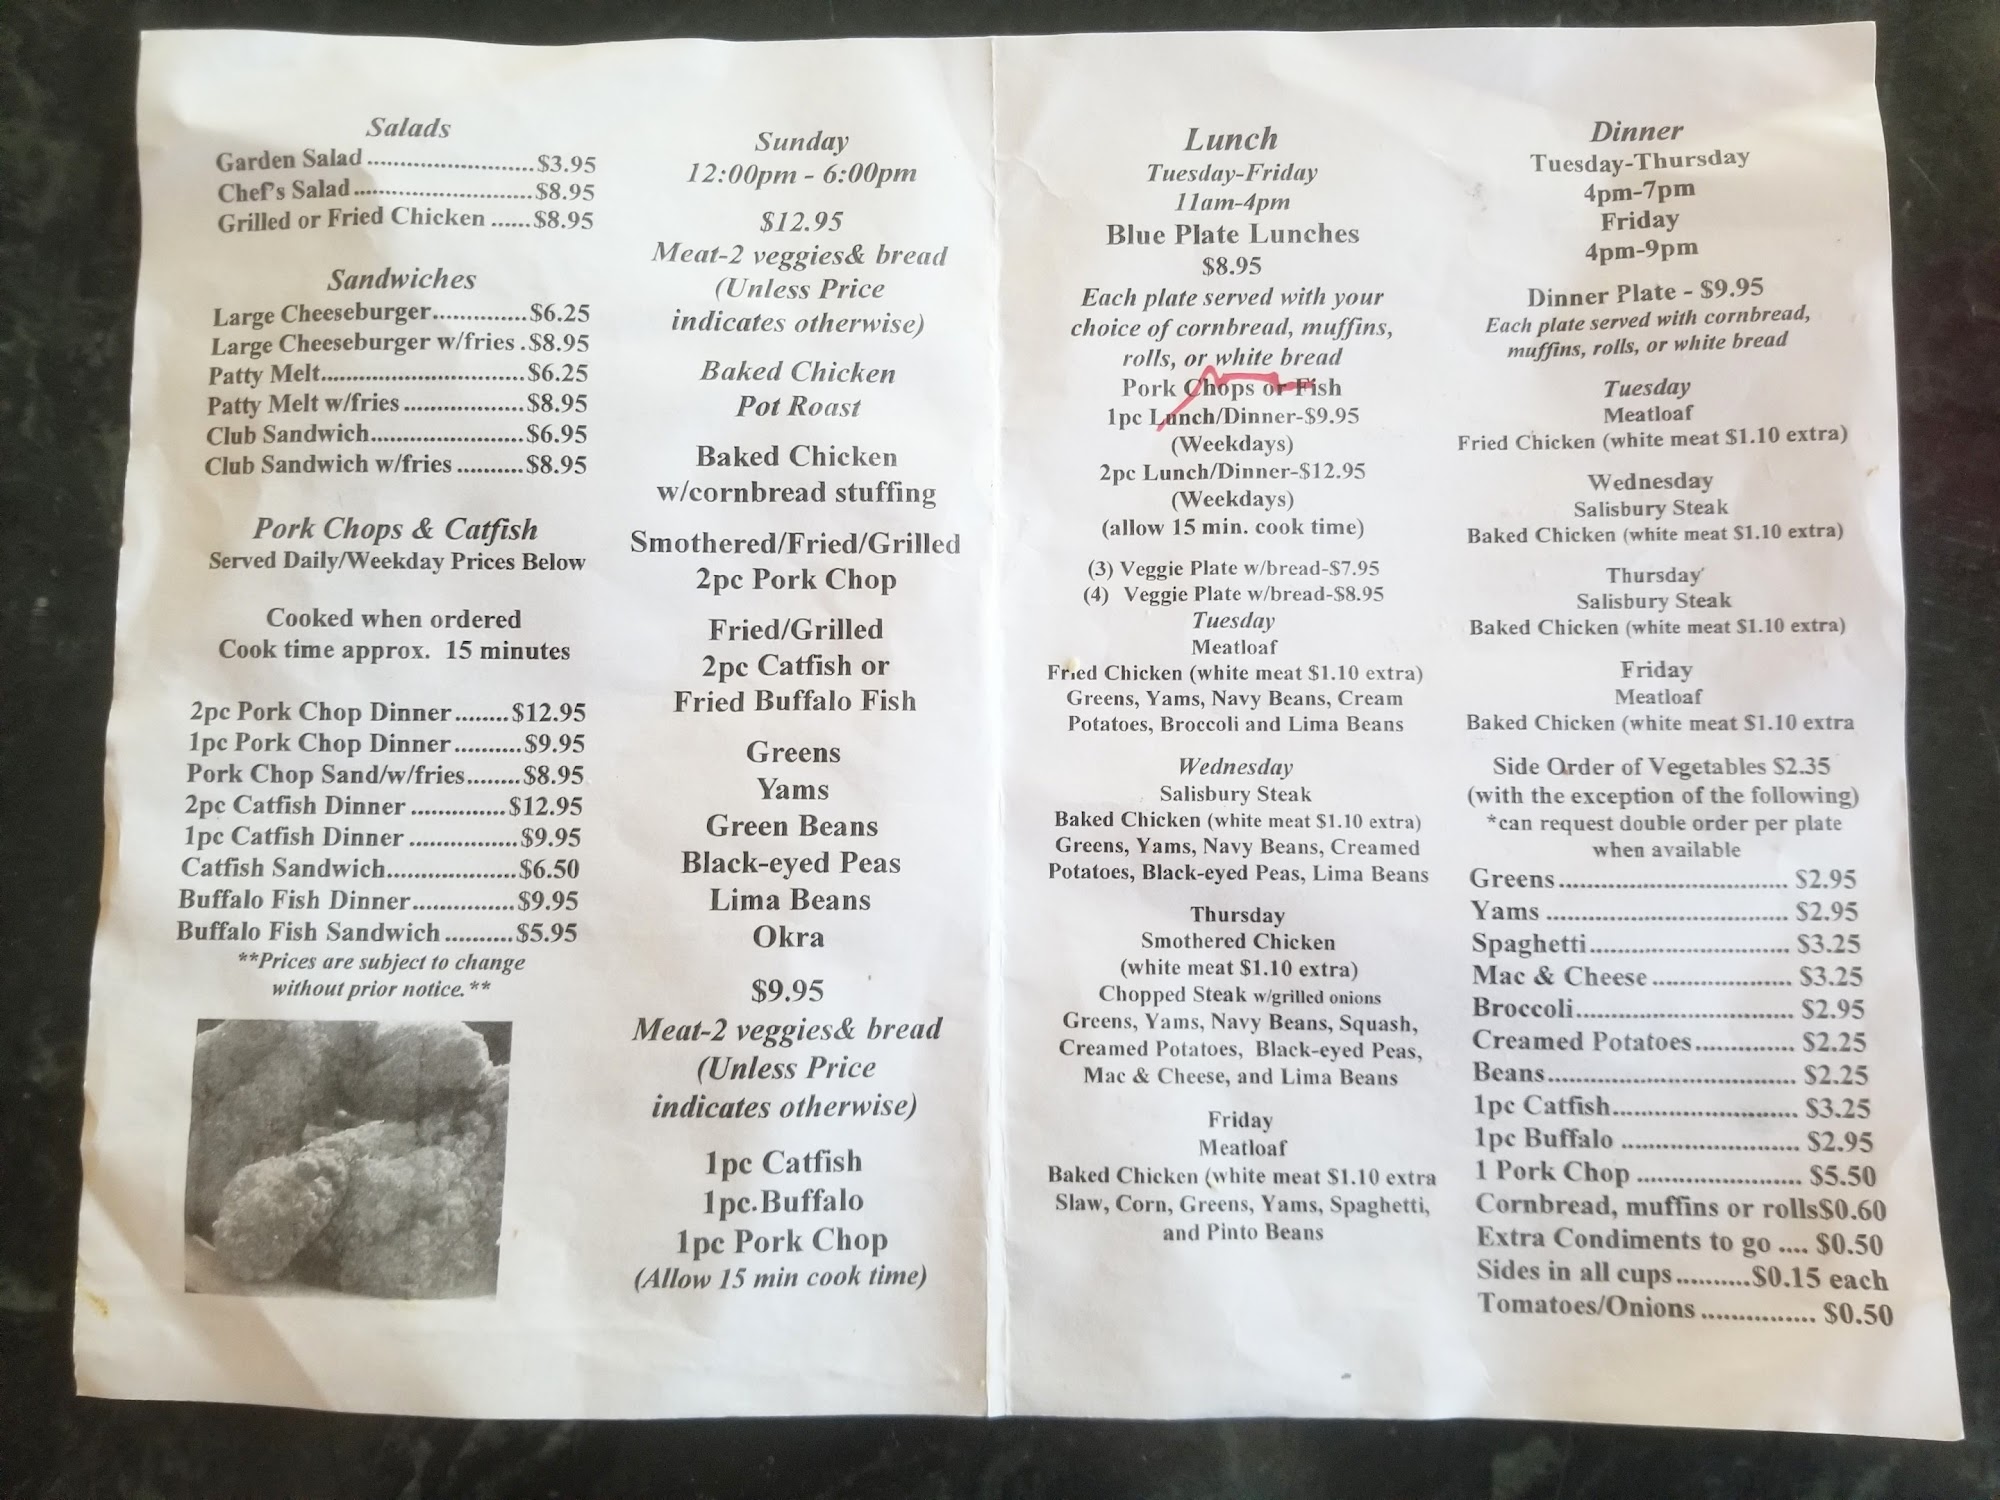 Salads
Garden Salad.........................$3.95
Chef's Salad...........................$8.95
Grilled or Fried Chicken ......$8.95
Sandwiches
Large Cheeseburger..............$6.25
Large Cheeseburger w/fries .$8.95
Patty Melt...............................$6.25
Patty Melt w/fries ..................$8.95
Club Sandwich.......................$6.95
Club Sandwich w/fries ..........$8.95
Pork Chops & Catfish
Served Daily/Weekday Prices Below
Cooked when ordered
Cook time approx. 15 minutes
2pc Pork Chop Dinner........$12.95
1pc Pork Chop Dinner..........$9.95
Pork Chop Sand/w/fries........$8.95
2pc Catfish Dinner ..............$12.95
1pc Catfish Dinner ................$9.95
Catfish Sandwich....................$6.50
Buffalo Fish Dinner................$9.95
Buffalo Fish Sandwich ..........$5.95
**Prices are subject to change
without prior notice.**
Sunday
12:00pm - 6:00pm
$12.95
Meat-2 veggies& bread
(Unless Price
indicates otherwise)
Baked Chicken
Pot Roast
Baked Chicken
w/cornbread stuffing
Smothered/Fried/Grilled
2pc Pork Chop
Fried/Grilled
2pc Catfish or
Fried Buffalo Fish
Greens
Yams
Green Beans
Black-eyed Peas
Lima Beans
Okra
$9.95
Meat-2 veggies& bread
(Unless Price
indicates otherwise)
1pc Catfish
1pc.Buffalo
1pc Pork Chop
(Allow 15 min cook time)
Lunch
Tuesday-Friday
11am-4pm
Blue Plate Lunches
$8.95
Each plate served with your
choice of cornbread, muffins,
rolls, or white bread
Pork Chops or Fish
1pc Lunch/Dinner-$9.95
(Weekdays)
2pc Lunch/Dinner-$12.95
(Weekdays)
(allow 15 min. cook time)
(3) Veggie Plate w/bread-$7.95
(4) Veggie Plate w/bread-$8.95
Tuesday
Meatloaf
Fried Chicken (white meat $1.10 extra)
Greens, Yams, Navy Beans, Cream
Potatoes, Broccoli and Lima Beans
Wednesday
Salisbury Steak
Baked Chicken (white meat $1.10 extra)
Greens, Yams, Navy Beans, Creamed
Potatoes, Black-eyed Peas, Lima Beans
Thursday
Smothered Chicken
(white meat $1.10 extra)
Chopped Steak w/grilled onions
Greens, Yams, Navy Beans, Squash,
Creamed Potatoes, Black-eyed Peas,
Mac & Cheese, and Lima Beans
Friday
Meatloaf
Baked Chicken (white meat $1.10 extra
Slaw, Corn, Greens, Yams, Spaghetti,
and Pinto Beans
Dinner
Tuesday-Thursday
4pm-7pm
Friday
4pm-9pm
Dinner Plate - $9.95
Each plate served with cornbread,
muffins, rolls, or white bread
Tuesday
Meatloaf
Fried Chicken (white meat $1.10 extra)
Wednesday
Salisbury Steak
Baked Chicken (white meat $1.10 extra)
Thursday
Salisbury Steak
Baked Chicken (white meat $1.10 extra)
Friday
Meatloaf
Baked Chicken (white meat $1.10 extra
Side Order of Vegetables $2.35
(with the exception of the following)
*can request double order per plate
when available
Greens................................... $2.95
Yams ..................................... $2.95
Spaghetti............................... $3.25
Mac & Cheese ..................... $3.25
Broccoli................................. $2.95
Creamed Potatoes............... $2.25
Beans...................................... $2.25
1pc Catfish............................ $3.25
1pc Buffalo ........................... $2.95
1 Pork Chop ......................... $5.50
Cornbread, muffins or rolls$0.60
Extra Condiments to go .... $0.50
Sides in all cups...........$0.15 each
Tomatoes/Onions ............... $0.50